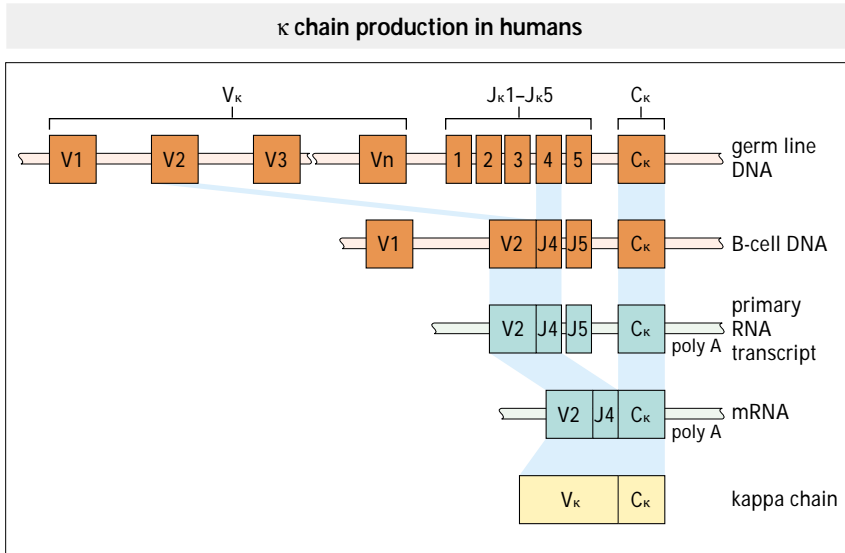 κ chain production in humans
Vκ Jκ1–Jκ5 Cκ
V1 V2 V3 Vn 1 2 3 4 5 Cκ germ line
DNA
V1 V2 J4 J5 Cκ B-cell DNA
primary
V2 J4 J5 Cκ RNA
poly A transcript
V2 J4 Cκ mRNA
poly A
Vκ Cκ kappa chain